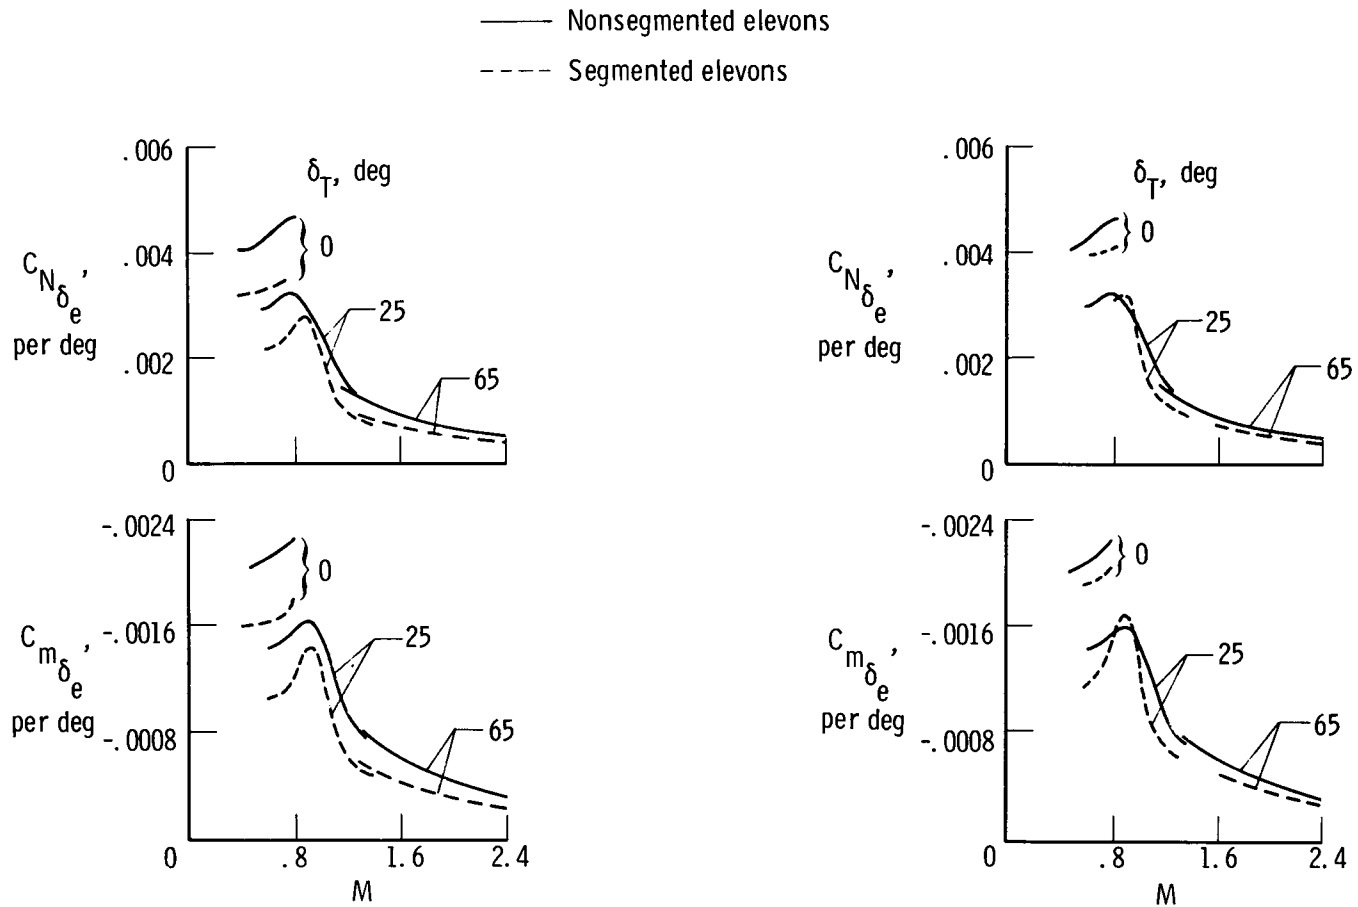 Nonsegmented elevons
Segmented elevons
.006
δT, deg
.004
0
CNδe,
per deg
25
.002
65
0
-.0024
0
-.0016
Cmδe,
per deg
25
-.0008
65
0
.8
1.6
2.4
M
.006
δT, deg
.004
0
CNδe,
per deg
25
.002
65
0
-.0024
0
-.0016
Cmδe,
per deg
25
-.0008
65
0
.8
1.6
2.4
M